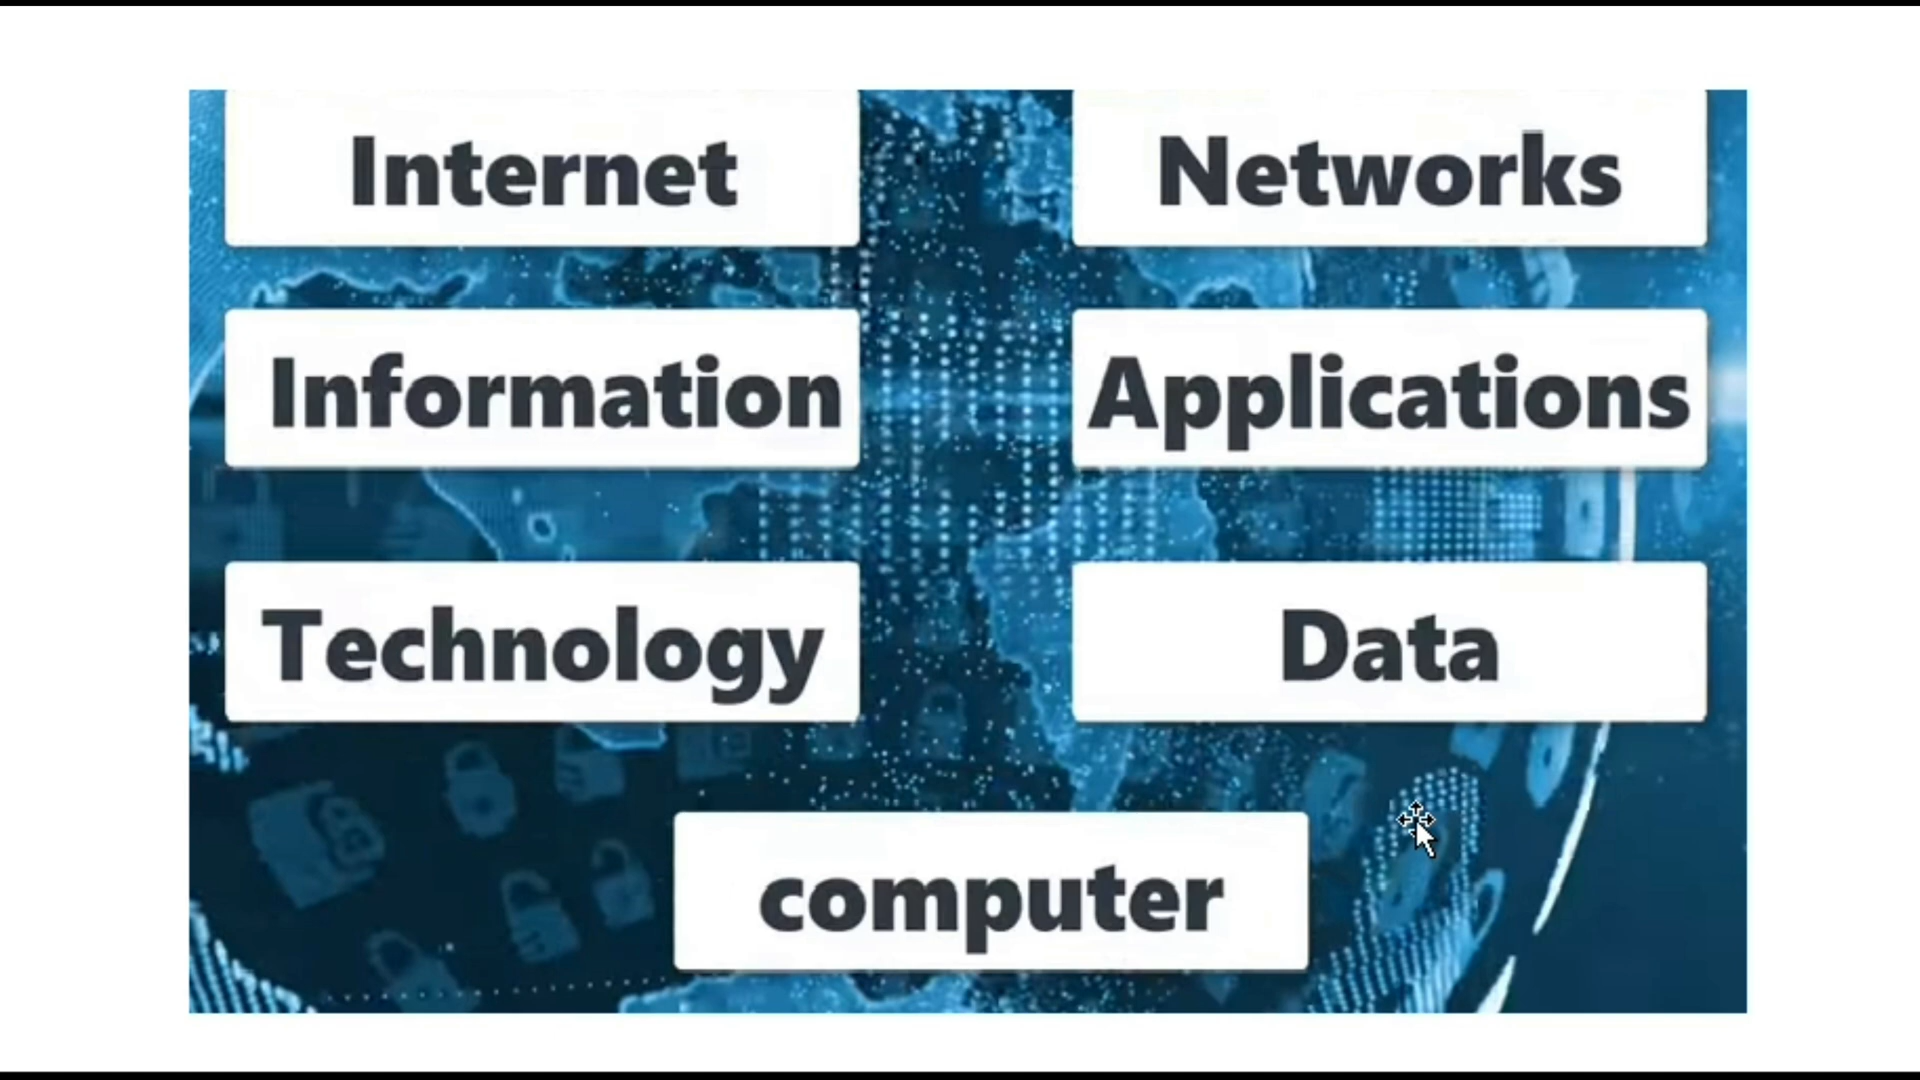 Internet
Networks
Information
Applications
Technology
Data
computer